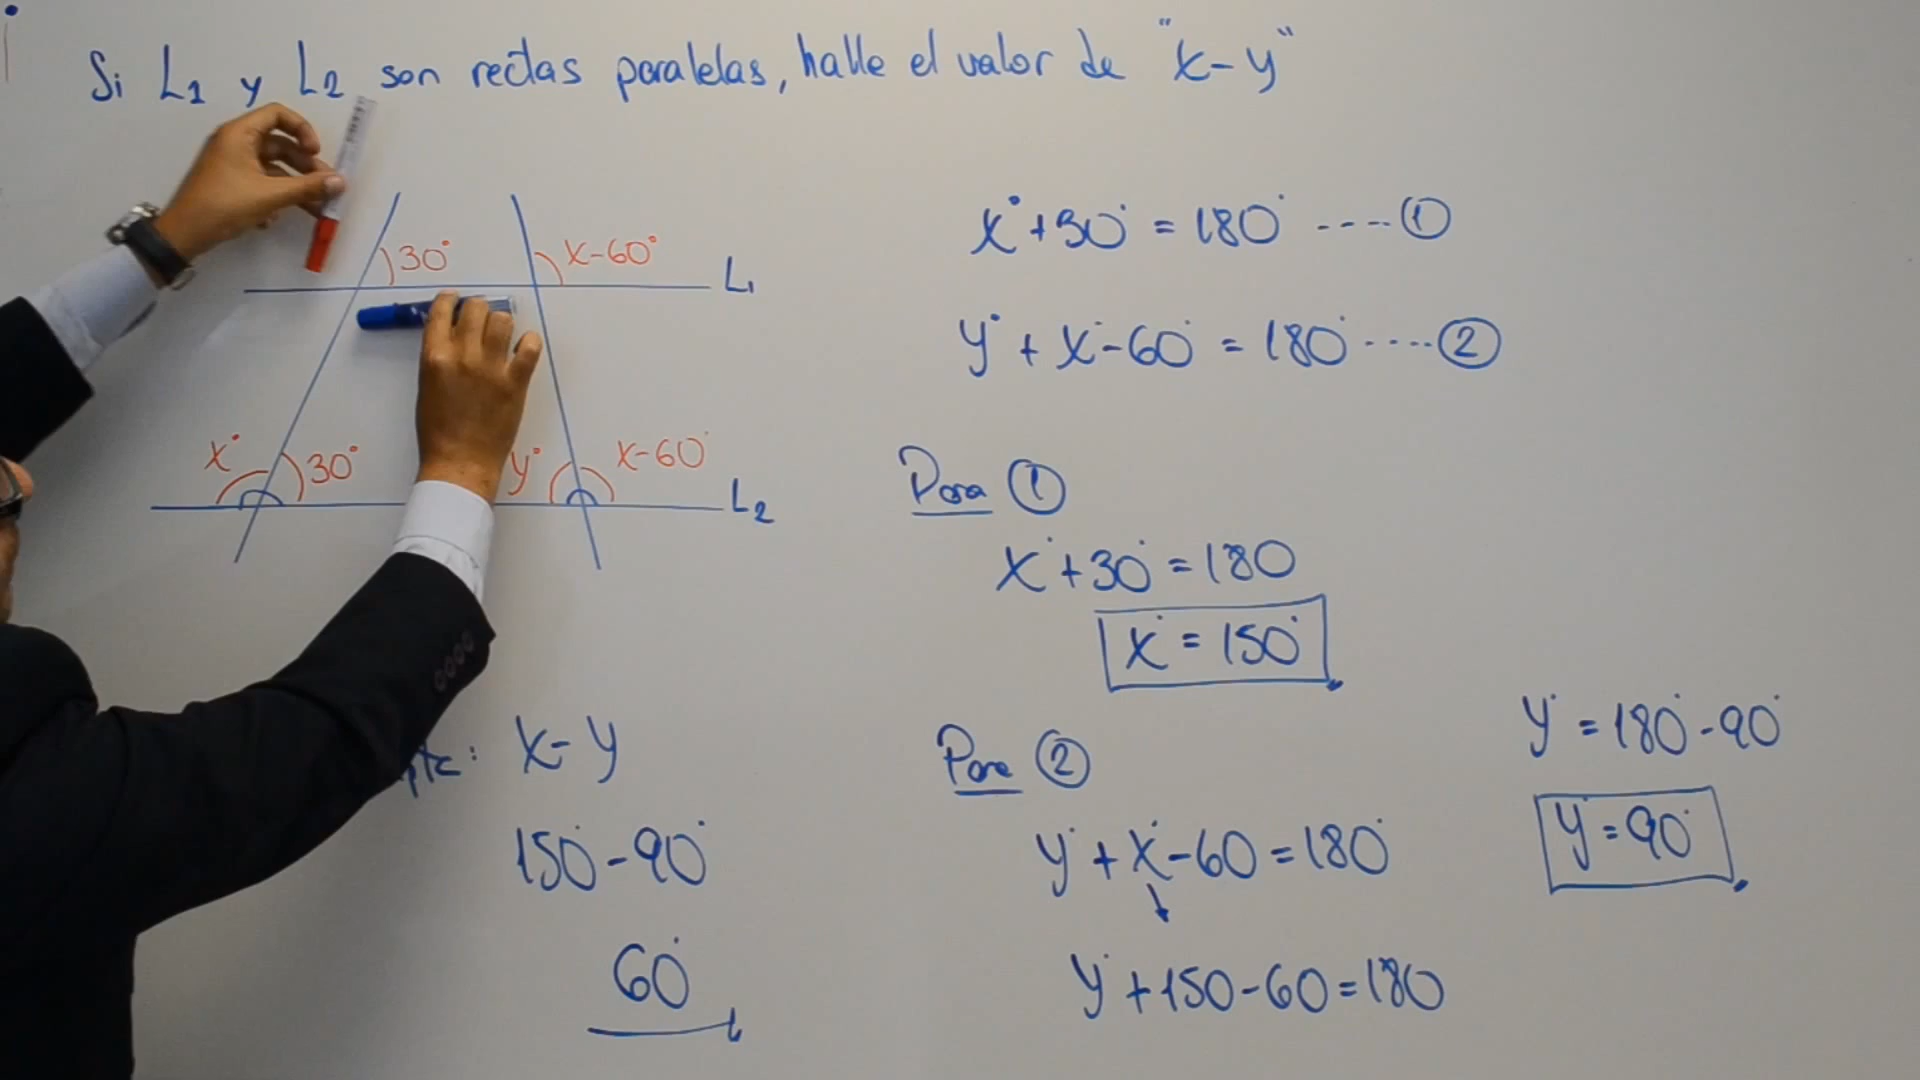 Si L1 y L2 son rectas paralelas, halle el valor de "x-y"
30° x-60° L1
x° 30° y° x-60° L2
x°+30° = 180° ----①
y° + x°-60° = 180° ----②
Para ①
x°+30° = 180
x° = 150°
x-y
150°-90°
60°
Para ②
y° + x°-60 = 180°
y° +150-60=180
y° = 180°-90°
y° = 90°